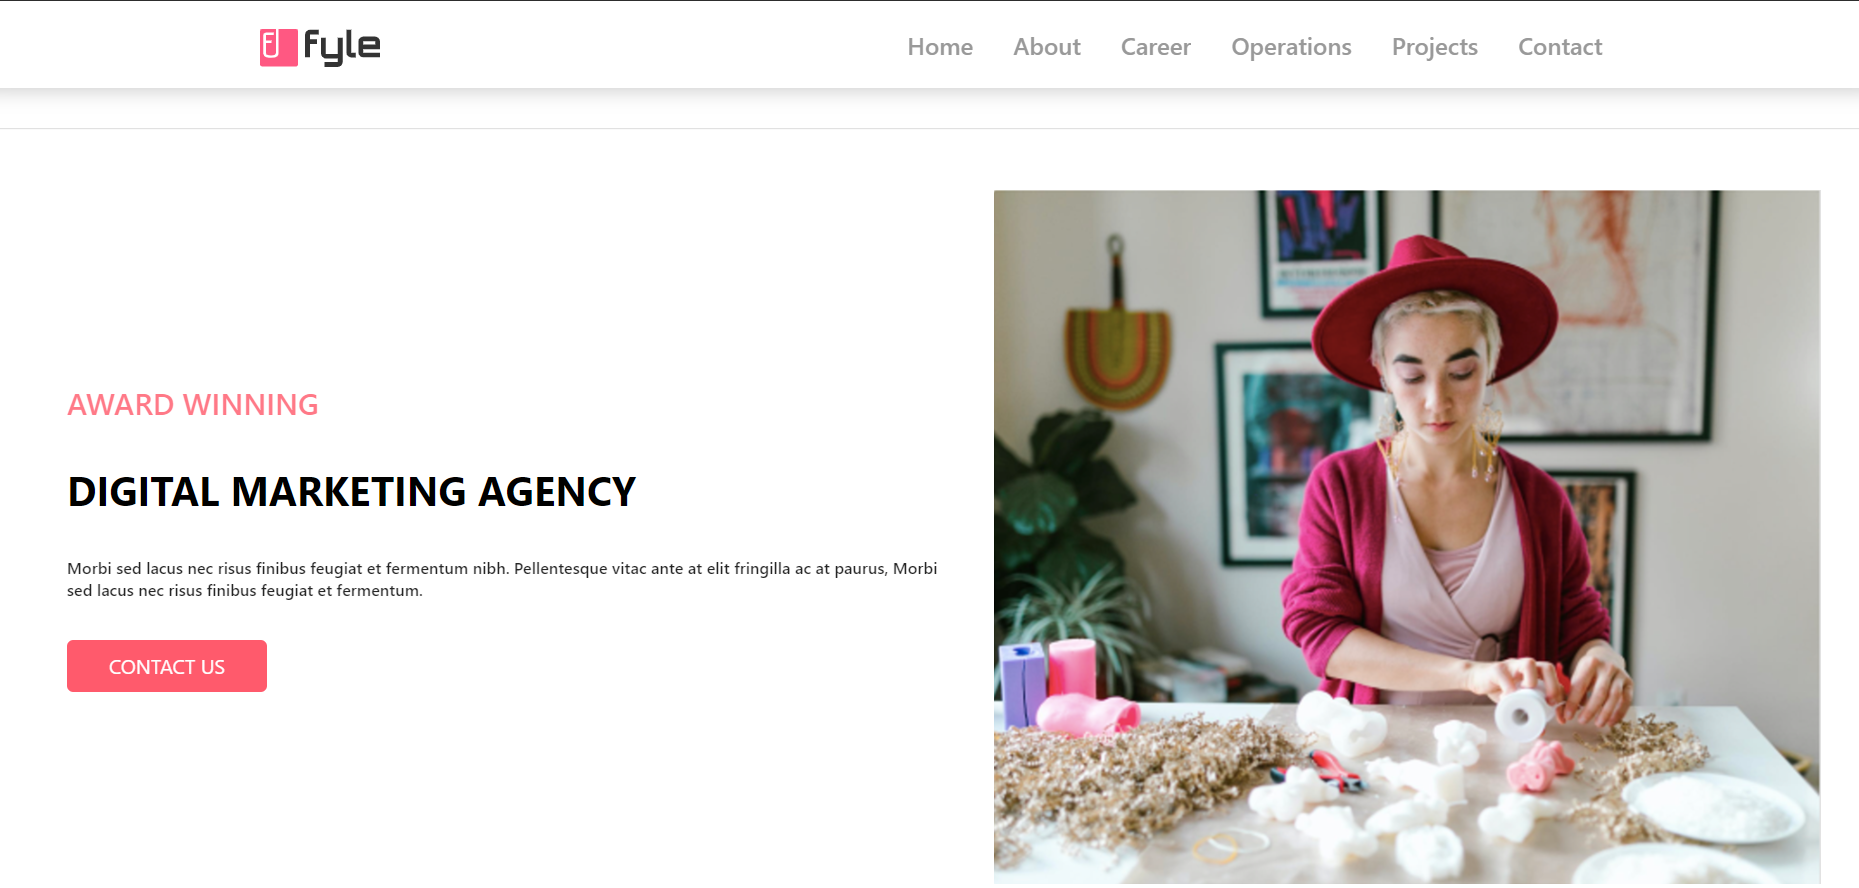 fyle
Home About Career Operations Projects Contact
AWARD WINNING
DIGITAL MARKETING AGENCY
Morbi sed lacus nec risus finibus feugiat et fermentum nibh. Pellentesque vitac ante at elit fringilla ac at paurus, Morbi
sed lacus nec risus finibus feugiat et fermentum.
CONTACT US